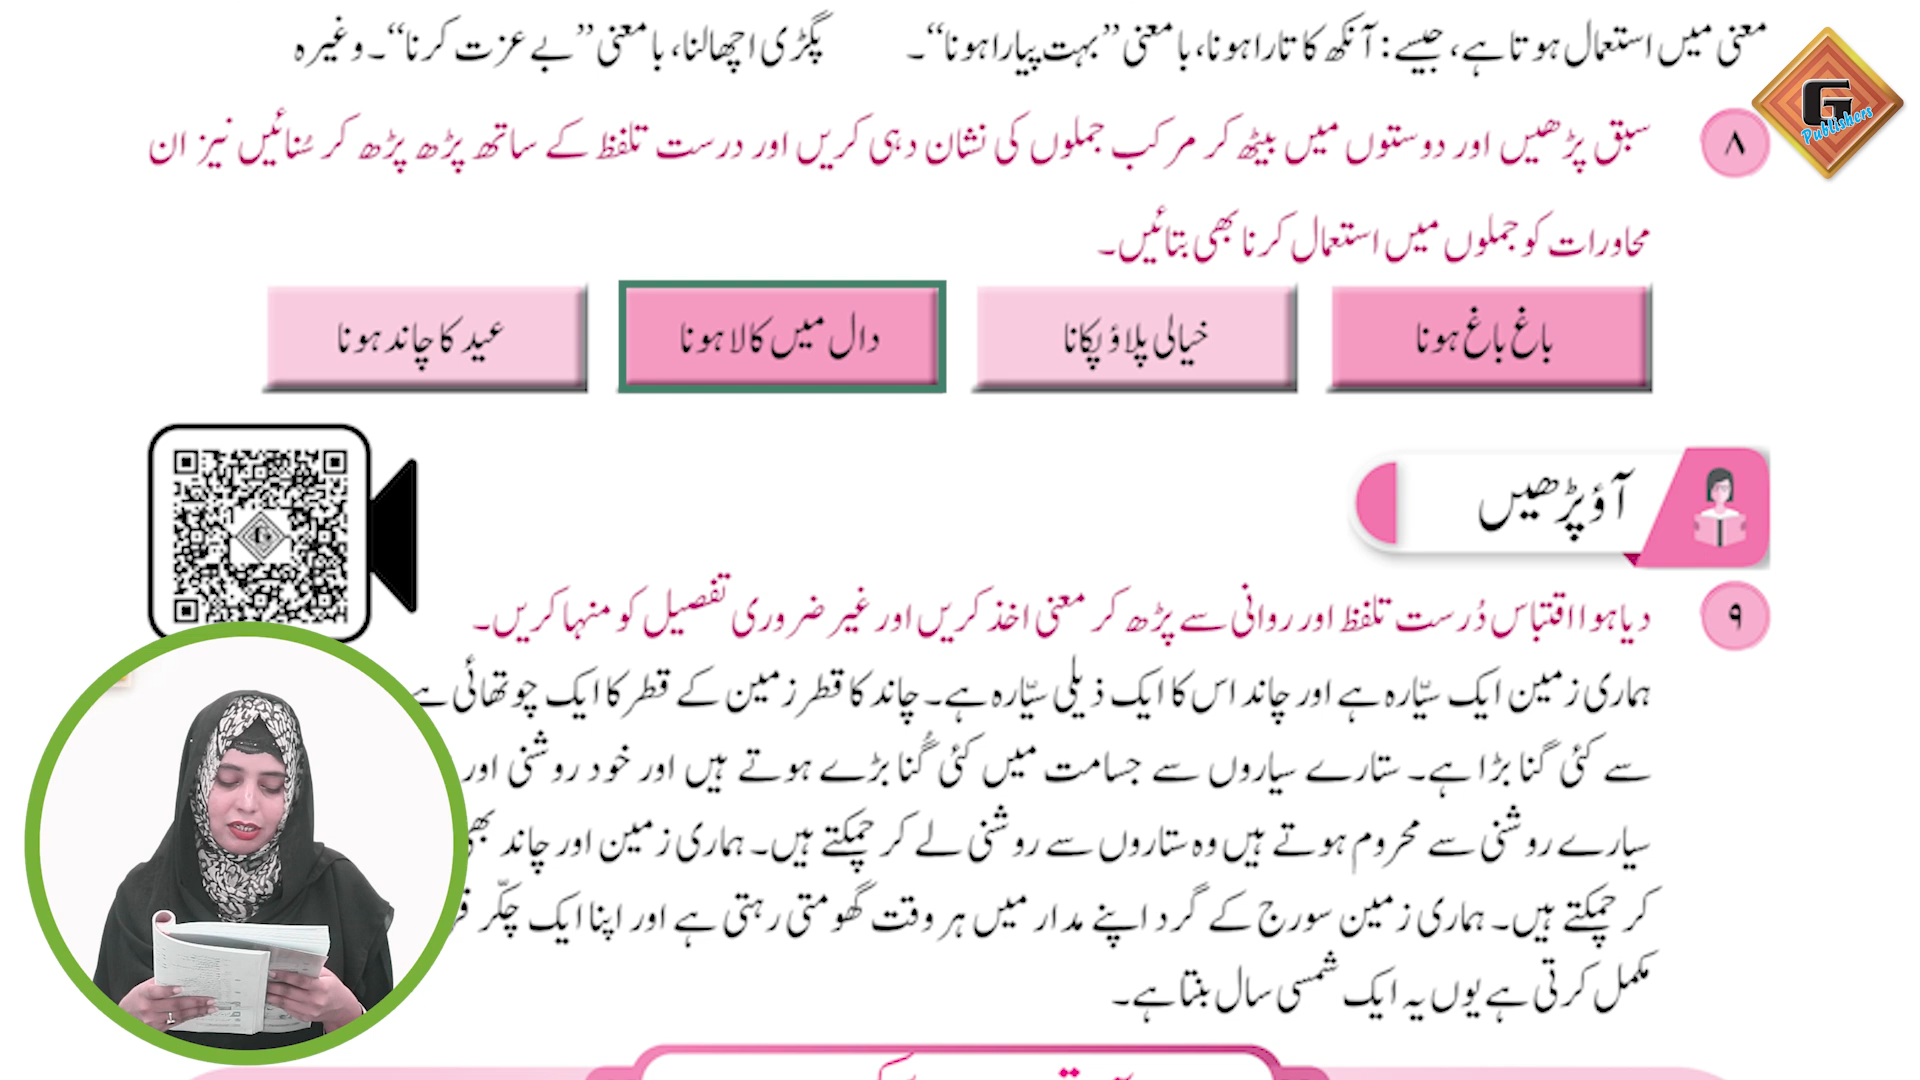 معنی میں استعمال ہوتا ہے، جیسے: آنکھ کا تارا ہونا، بامعنی ”بہت پیارا ہونا“۔ پگڑی اچھالنا، بامعنی ”بے عزت کرنا“۔ وغیرہ
G Publishers
۸ سبق پڑھیں اور دوستوں میں بیٹھ کر مرکب جملوں کی نشان دہی کریں اور درست تلفظ کے ساتھ پڑھ پڑھ کر سُنائیں نیز ان
محاورات کو جملوں میں استعمال کرنا بھی بتائیں۔
باغ باغ ہونا خیالی پلاؤ پکانا دال میں کالا ہونا عید کا چاند ہونا
آؤ پڑھیں
۹ دیا ہوا اقتباس دُرست تلفظ اور روانی سے پڑھ کر معنی اخذ کریں اور غیر ضروری تفصیل کو منہا کریں۔
ہماری زمین ایک سیّارہ ہے اور چاند اس کا ایک ذیلی سیّارہ ہے۔ چاند کا قطر زمین کے قطر کا ایک چوتھائی ہے
سے کئی گنا بڑا ہے۔ ستارے سیاروں سے جسامت میں کئی گُنا بڑے ہوتے ہیں اور خود روشنی اور
سیارے روشنی سے محروم ہوتے ہیں وہ ستاروں سے روشنی لے کر چمکتے ہیں۔ ہماری زمین اور چاند بھی
کر چمکتے ہیں۔ ہماری زمین سورج کے گرد اپنے مدار میں ہر وقت گھومتی رہتی ہے اور اپنا ایک چکّر
مکمل کرتی ہے یوں یہ ایک شمسی سال بنتا ہے۔